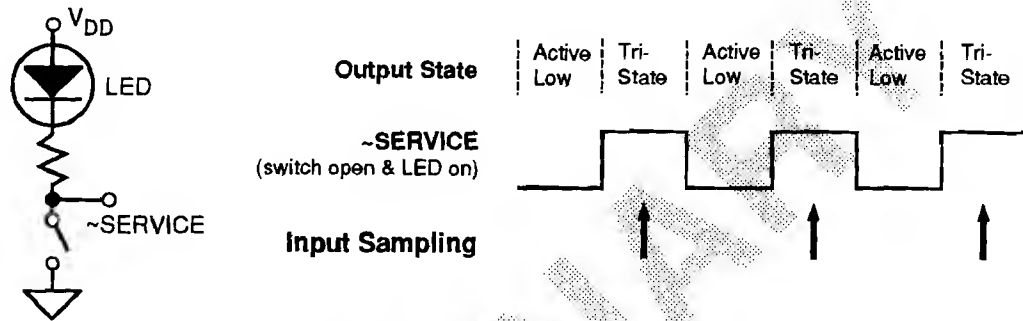 VDD
LED
~SERVICE
Output State
Active Low
Tri-State
Active Low
Tri-State
Active Low
Tri-State
~SERVICE
(switch open & LED on)
Input Sampling